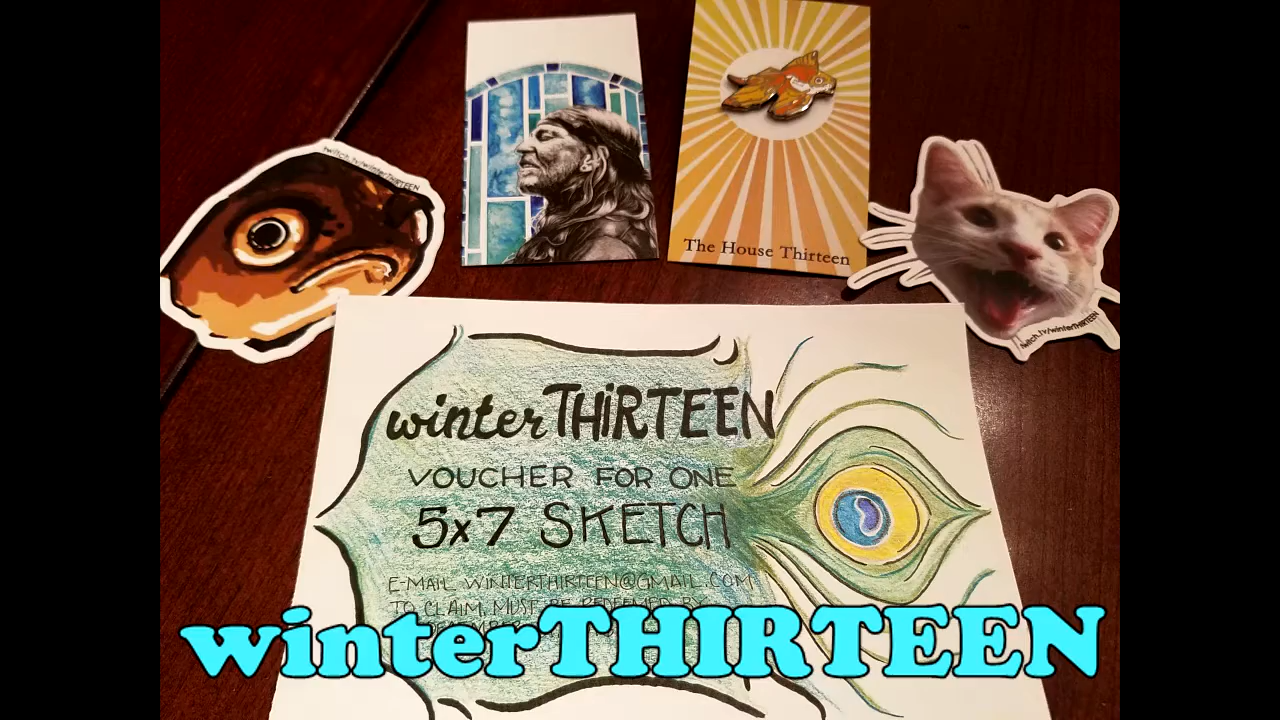 twitch.tv/winterTHIRTEEN
The House Thirteen
twitch.tv/winterTHIRTEEN
winterTHiRTEEN
VOUCHER FOR ONE
5x7 SKETCH
E-MAIL WINTERTHIRTEEN@GMAIL.COM
TO CLAIM, MUST BE REDEEMED BY
winterTHIRTEEN